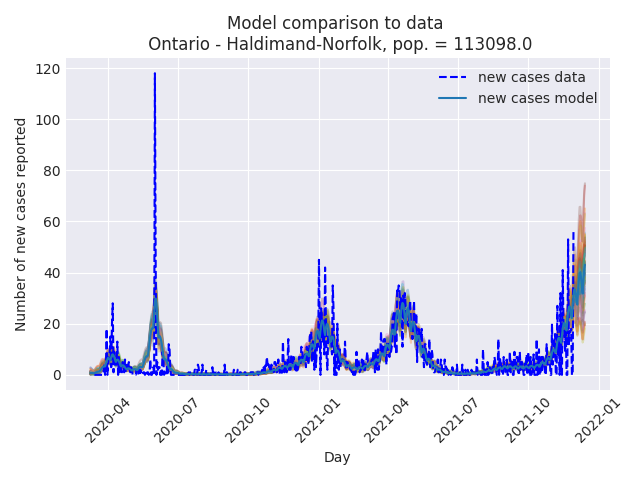 Model comparison to data
Ontario - Haldimand-Norfolk, pop. = 113098.0
new cases data
new cases model
Number of new cases reported
120
100
80
60
40
20
0
2020-04
2020-07
2020-10
2021-01
2021-04
2021-07
2021-10
2022-01
Day